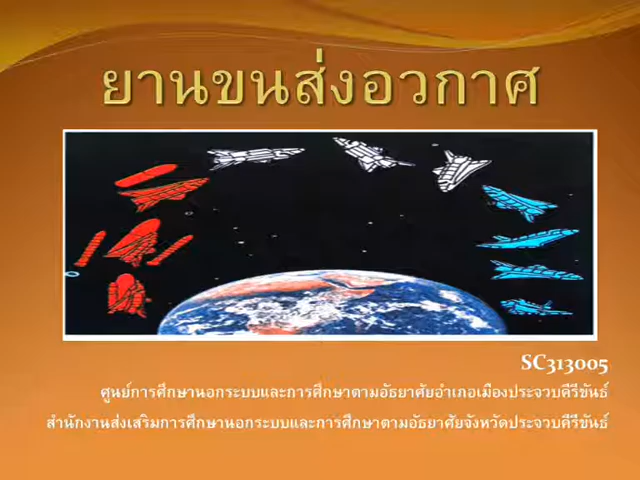 ยานขนส่งอวกาศ
SC313005
ศูนย์การศึกษานอกระบบและการศึกษาตามอัธยาศัยอำเภอเมืองประจวบคีรีขันธ์
สำนักงานส่งเสริมการศึกษานอกระบบและการศึกษาตามอัธยาศัยจังหวัดประจวบคีรีขันธ์